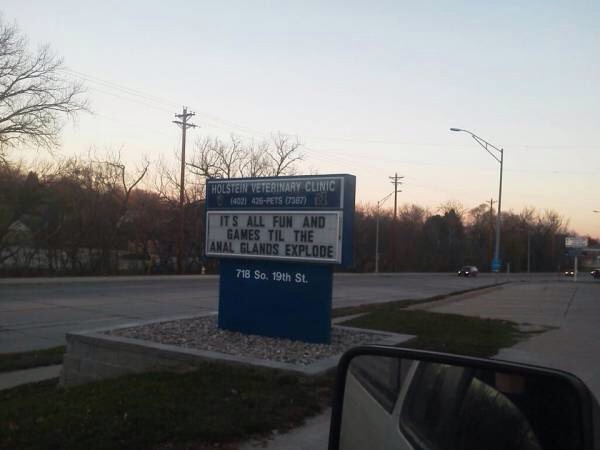 HOLSTEIN VETERINARY CLINIC
(402) 426-PETS (7387)
IT'S ALL FUN AND
GAMES TIL THE
ANAL GLANDS EXPLODE
718 So. 19th St.